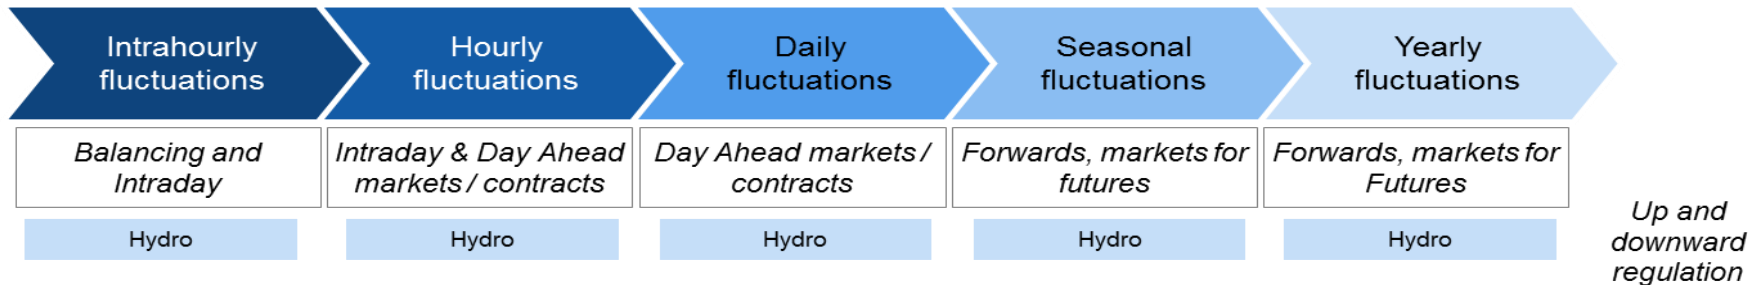 Intrahourly
fluctuations
Hourly
fluctuations
Daily
fluctuations
Seasonal
fluctuations
Yearly
fluctuations
Balancing and
Intraday
Intraday & Day Ahead
markets / contracts
Day Ahead markets /
contracts
Forwards, markets for
futures
Forwards, markets for
Futures
Hydro
Hydro
Hydro
Hydro
Hydro
Up and
downward
regulation